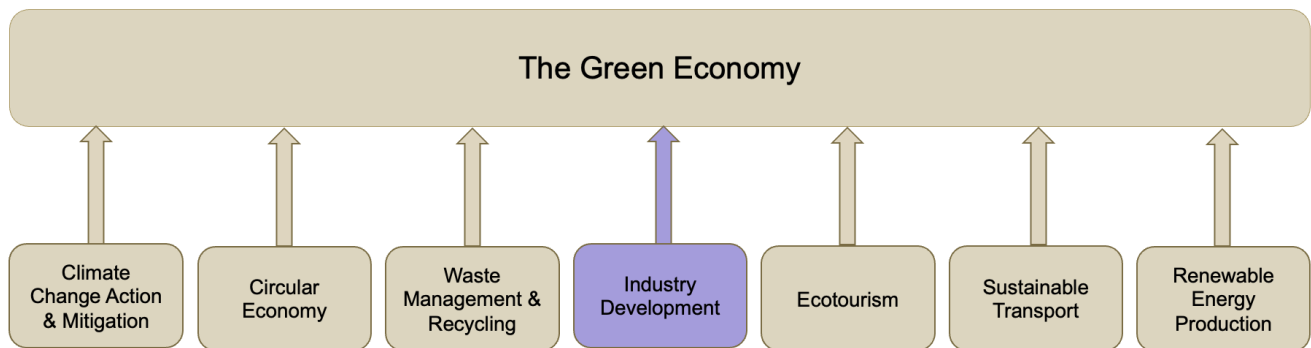 The Green Economy
Climate
Change Action
& Mitigation
Circular
Economy
Waste
Management &
Recycling
Industry
Development
Ecotourism
Sustainable
Transport
Renewable
Energy
Production